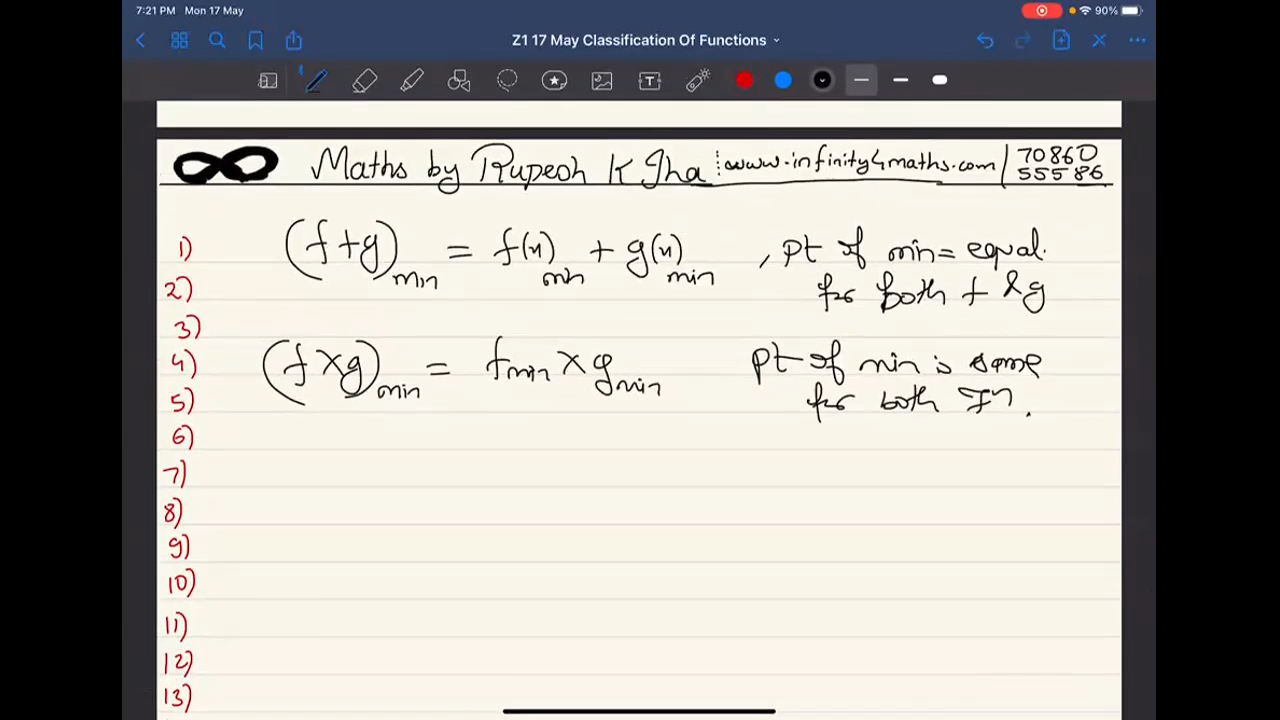 7:21 PM Mon 17 May
90%
Z1 17 May Classification Of Functions
∞ Maths by Rupesh K Jha www.infinity4maths.com / 70860
55586
1) (f+g)min = f(x)min + g(x)min , pt of min = equal
2) for both f & g
3)
4) (f×g)min = fmin × gmin pt of min is same
5) for both Fn.
6)
7)
8)
9)
10)
11)
12)
13)